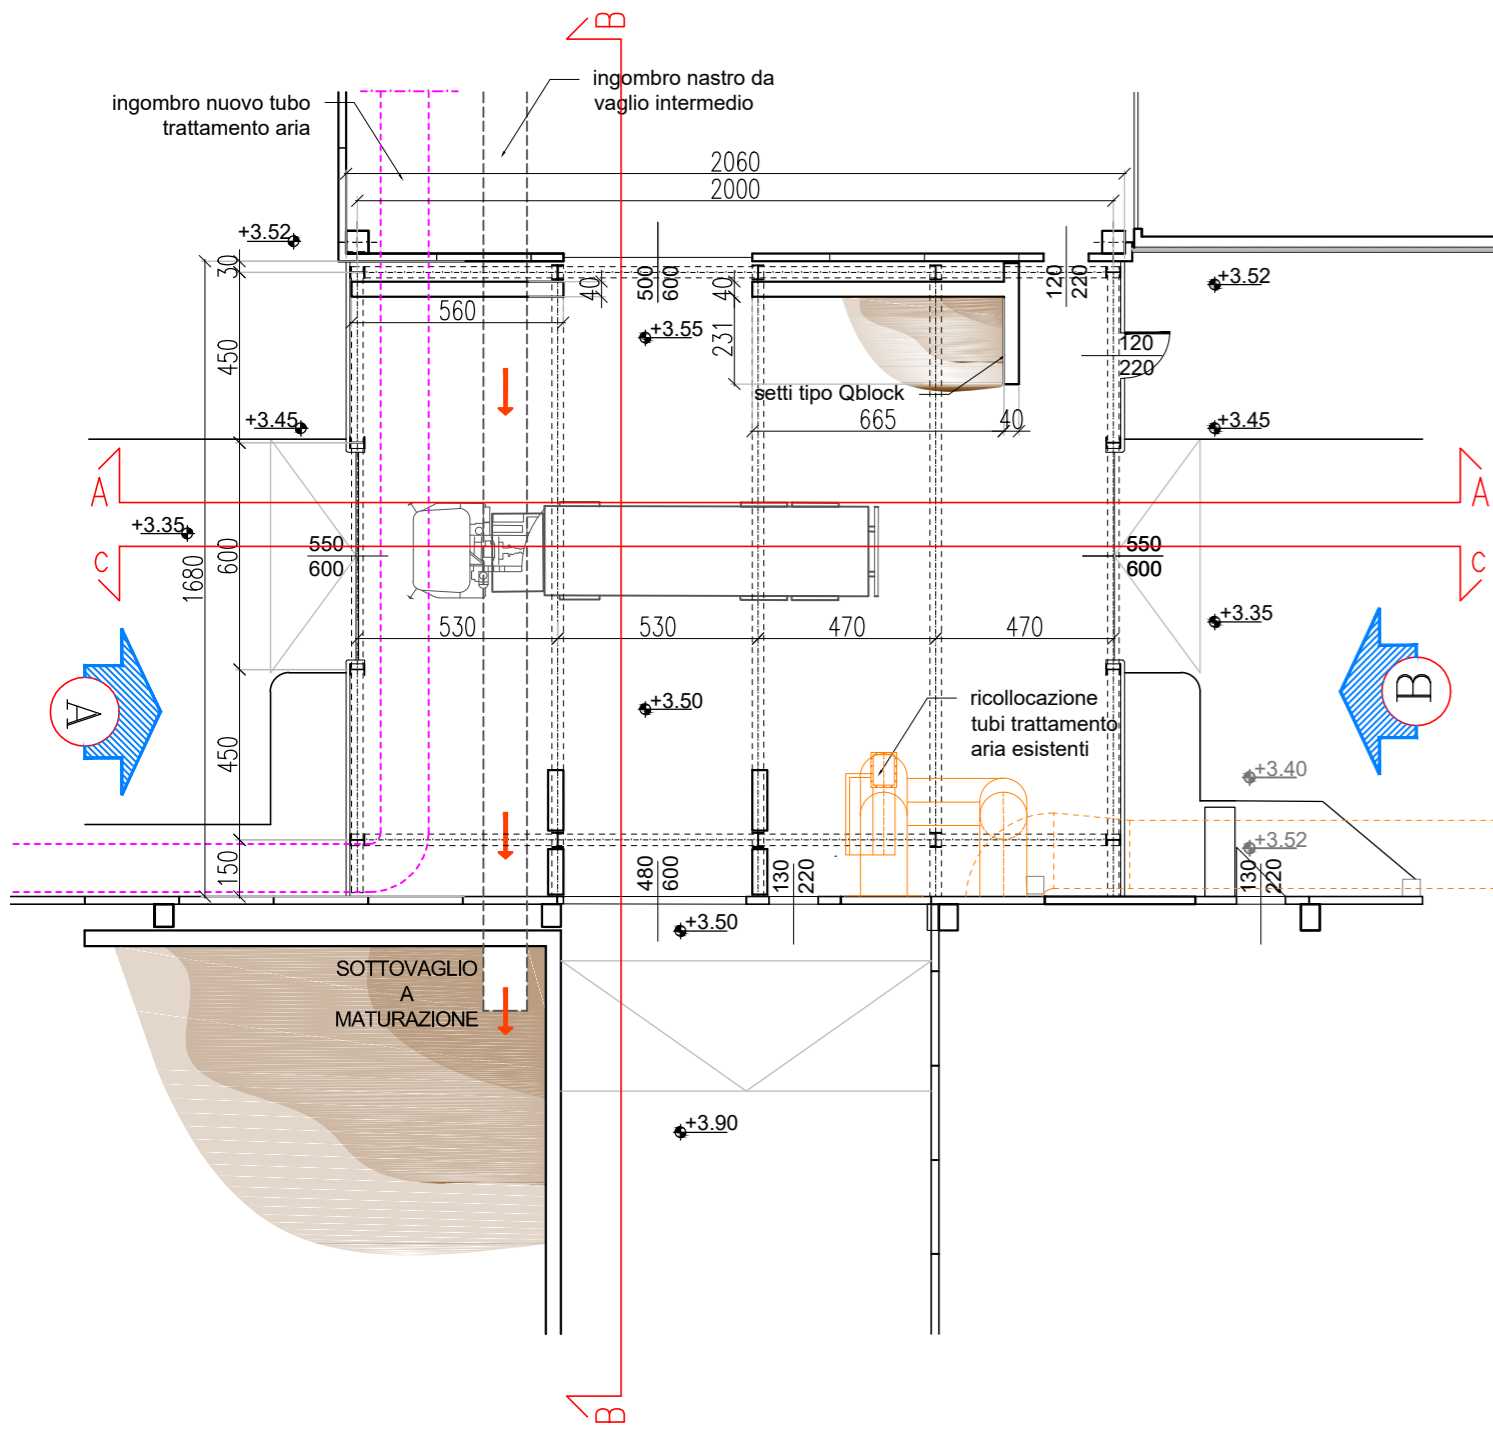 B
ingombro nastro da
vaglio intermedio
ingombro nuovo tubo
trattamento aria
2060
2000
+3.52
30
40
500
600
40
120
220
+3.52
560
+3.55
231
120
220
450
setti tipo Qblock
665
40
+3.45
+3.45
A
A
+3.35
C
550
600
600
1680
550
600
C
530
530
470
470
+3.35
A
B
+3.50
ricollocazione
tubi trattamento
aria esistenti
450
+3.40
+3.52
150
480
600
130
220
130
220
+3.50
SOTTOVAGLIO
A
MATURAZIONE
+3.90
B